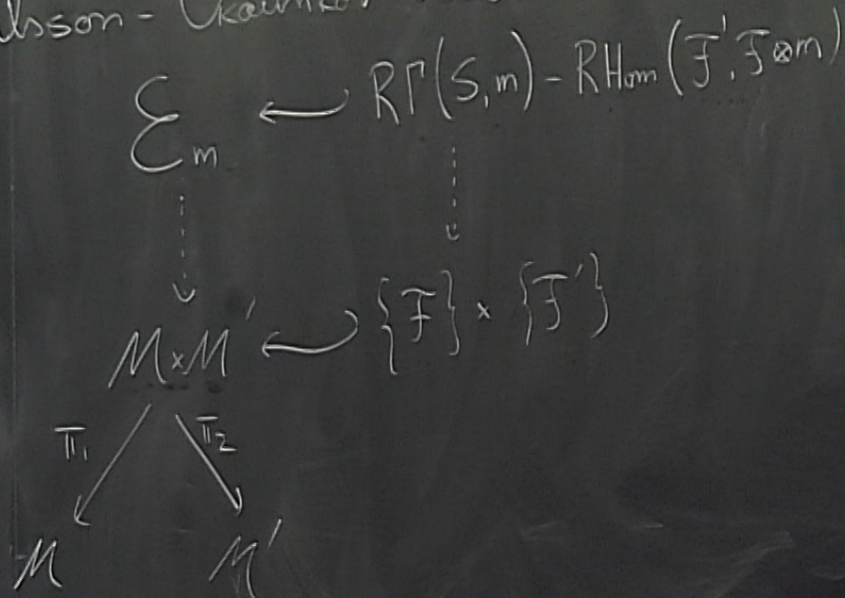 lsson -
ℰ_m ← RΓ(S,m) - RHom(F', F⊗m)
M×M' ← {F} × {F'}
π₁ π₂
M M'